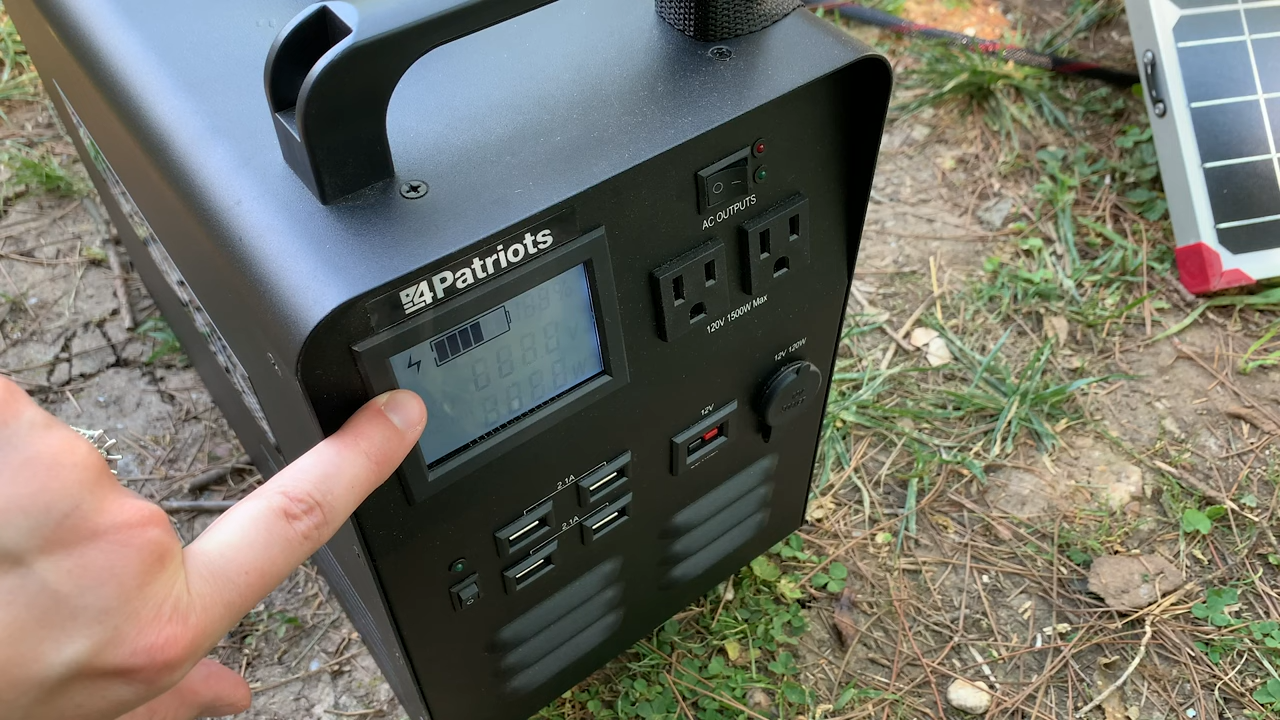 AC OUTPUTS
4Patriots
120V 1500W Max
12V 120W
12V
2.1A
2.1A